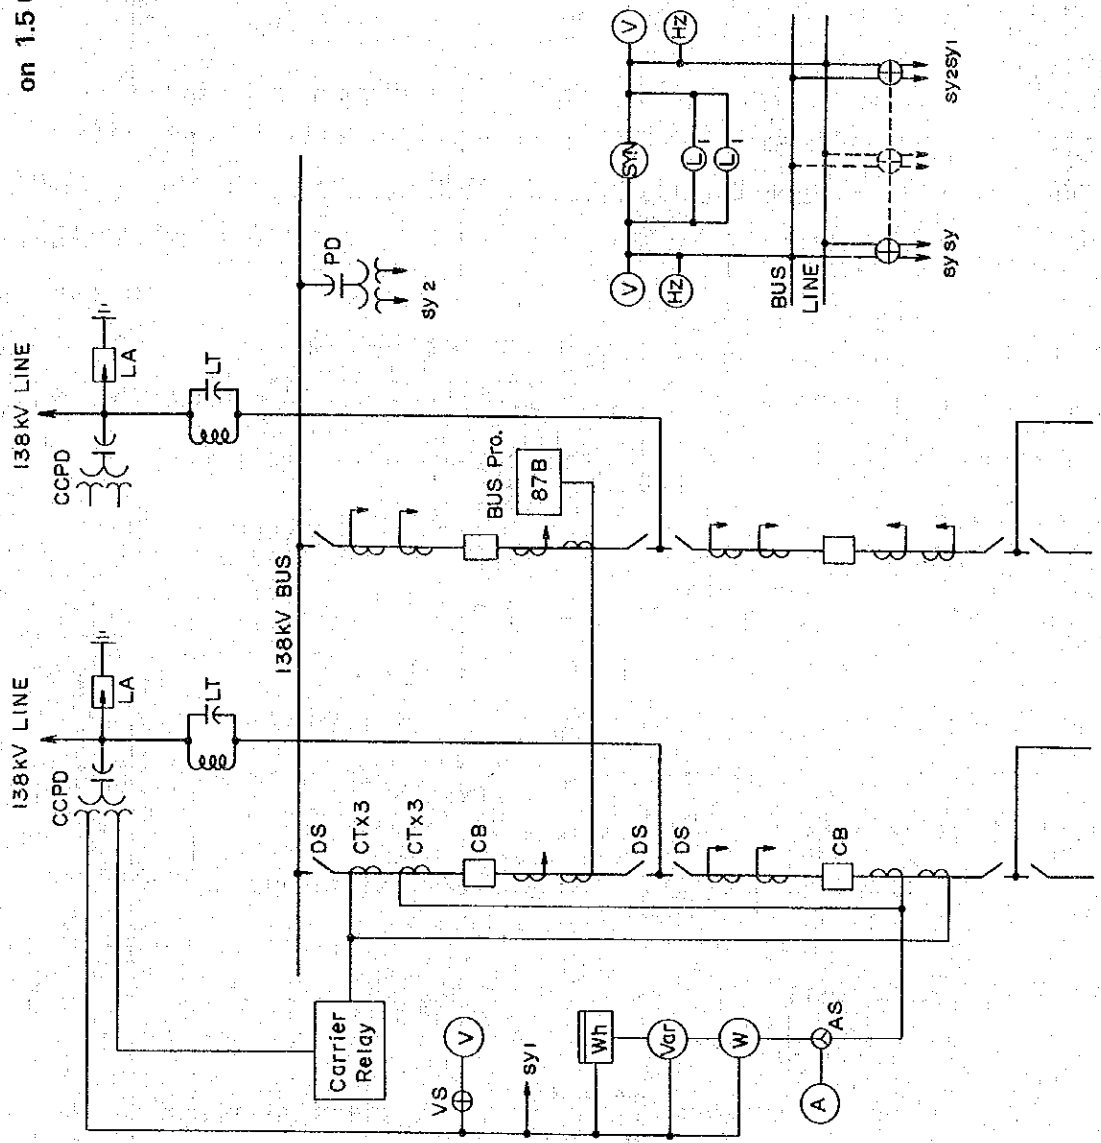 on 1.5
138kV LINE
138kV LINE
CCPD
LA
CCPD
LA
LT
LT
138kV BUS
PD
sy 2
DS
CTx3
CTx3
CB
BUS Pro.
87B
DS
DS
CB
Carrier
Relay
VS
V
sy1
Wh
Var
W
AS
A
V
HZ
V
HZ
SYN
L
L
BUS
LINE
sy sy
sy2sy1